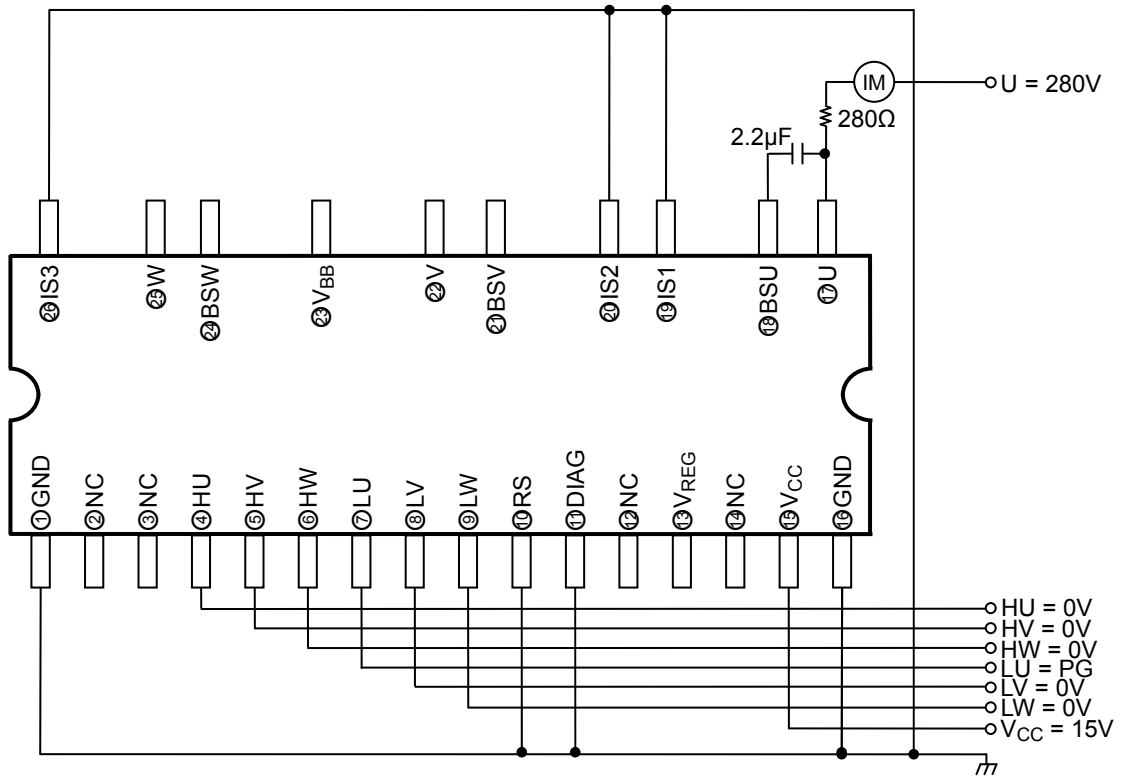 IM
U = 280V
280Ω
2.2μF
㉖IS3
㉕W
㉔BSW
㉓VBB
㉒V
㉑BSV
⑳IS2
⑲IS1
⑱BSU
⑰U
①GND
②NC
③NC
④HU
⑤HV
⑥HW
⑦LU
⑧LV
⑨LW
⑩RS
⑪DIAG
⑫NC
⑬VREG
⑭NC
⑮VCC
⑯GND
HU = 0V
HV = 0V
HW = 0V
LU = PG
LV = 0V
LW = 0V
VCC = 15V